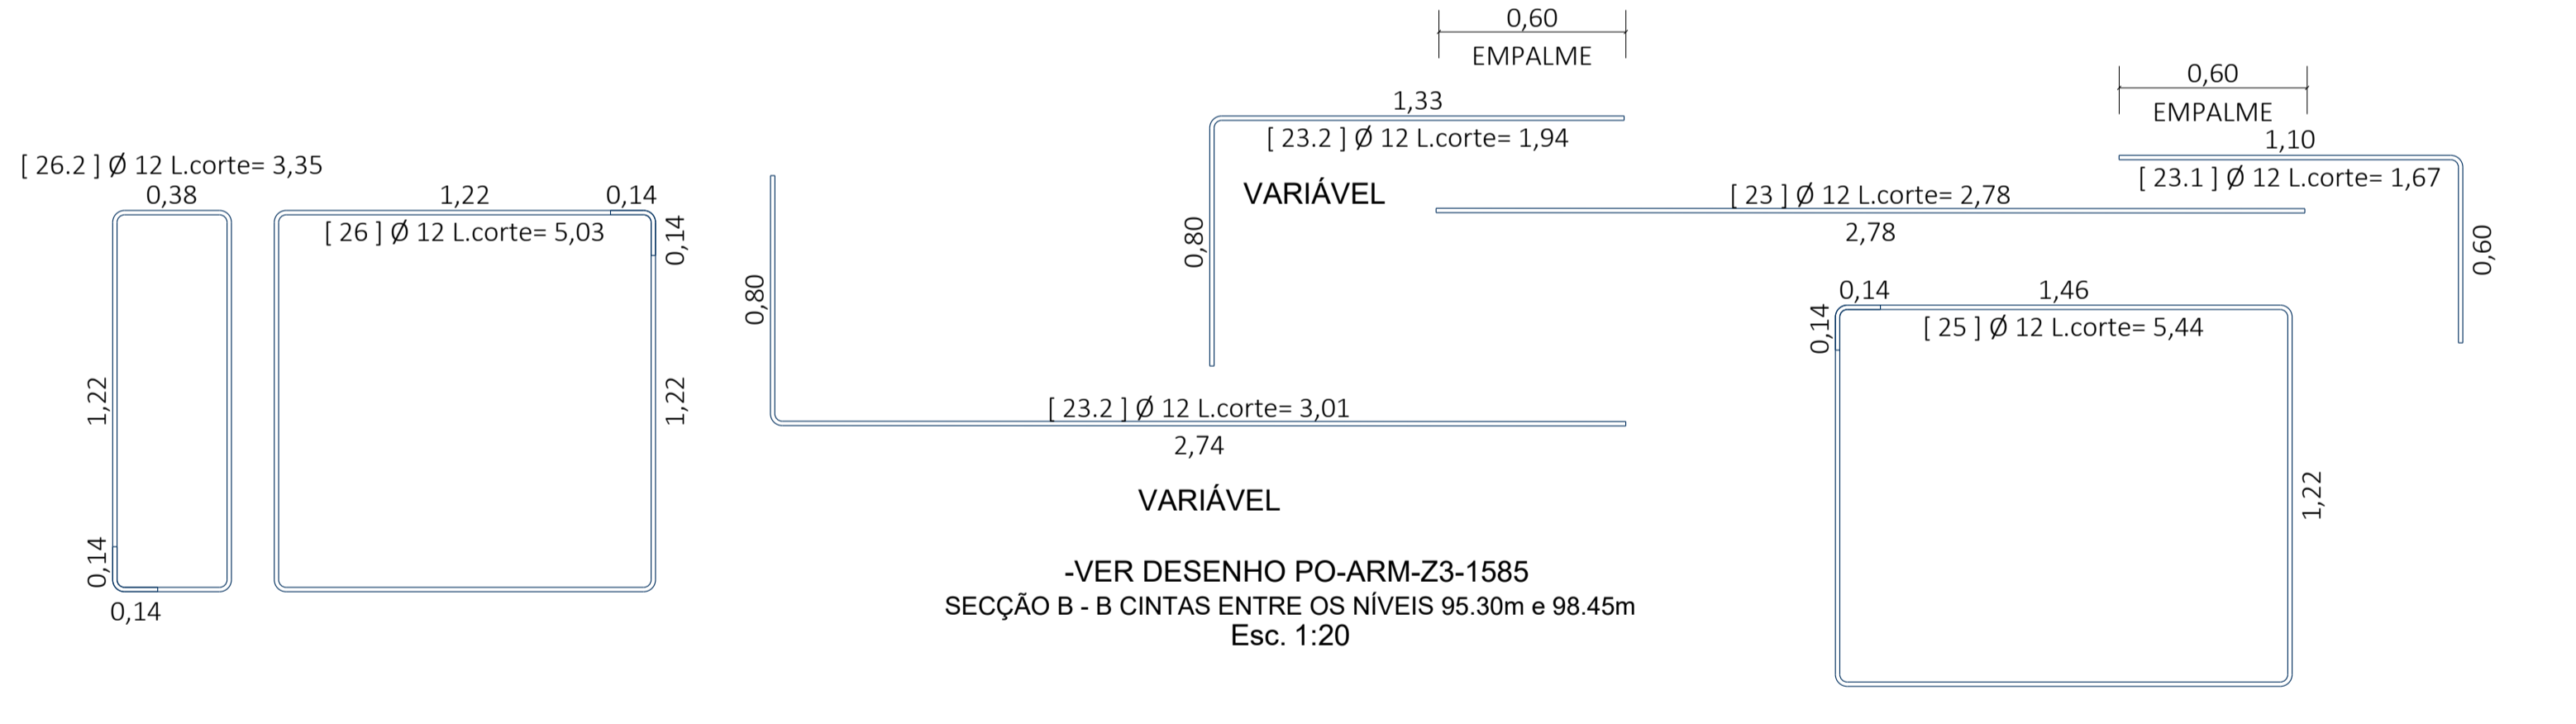 0,60
EMPALME
0,60
EMPALME
1,33
[ 23.2 ] Ø 12 L.corte= 1,94
0,80
VARIÁVEL
1,10
[ 23.1 ] Ø 12 L.corte= 1,67
0,60
[ 26.2 ] Ø 12 L.corte= 3,35
0,38
1,22
0,14
0,14
1,22
0,14
[ 26 ] Ø 12 L.corte= 5,03
0,14
1,22
0,80
[ 23.2 ] Ø 12 L.corte= 3,01
2,74
VARIÁVEL
[ 23 ] Ø 12 L.corte= 2,78
2,78
0,14
1,46
0,14
[ 25 ] Ø 12 L.corte= 5,44
1,22
-VER DESENHO PO-ARM-Z3-1585
SECÇÃO B - B CINTAS ENTRE OS NÍVEIS 95.30m e 98.45m
Esc. 1:20